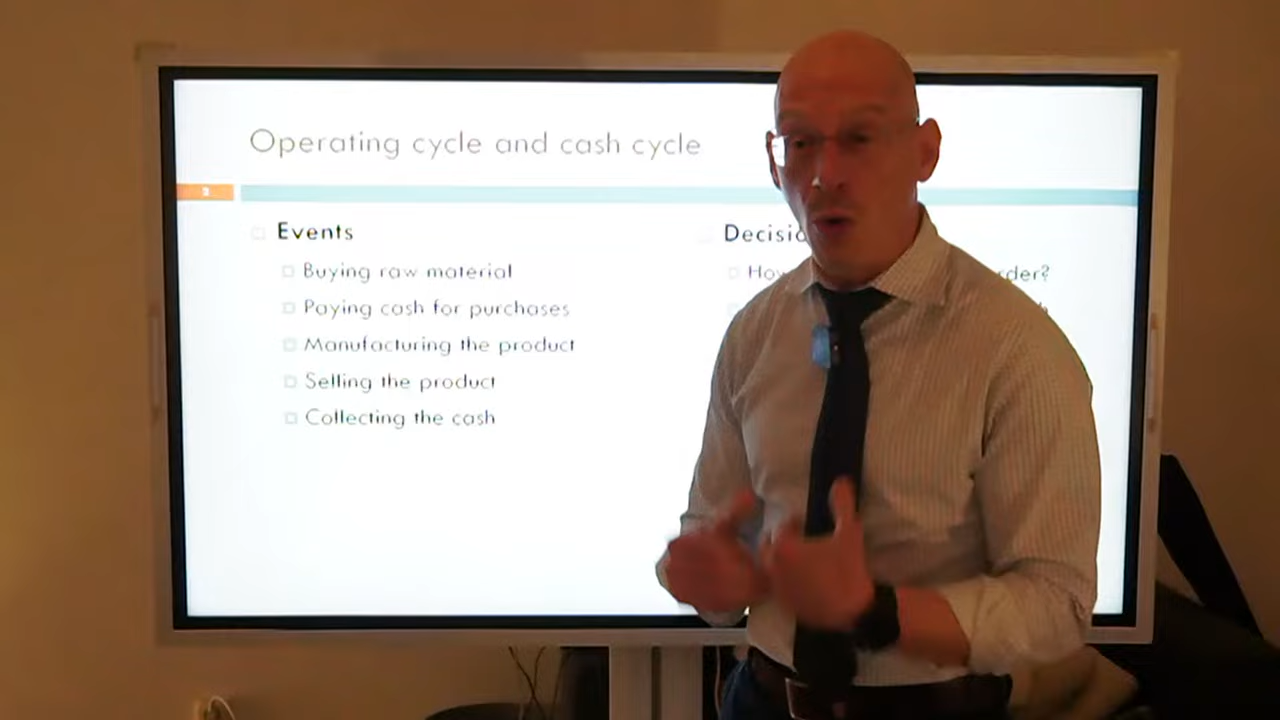 Operating cycle and cash cycle
Events
Buying raw material
Paying cash for purchases
Manufacturing the product
Selling the product
Collecting the cash